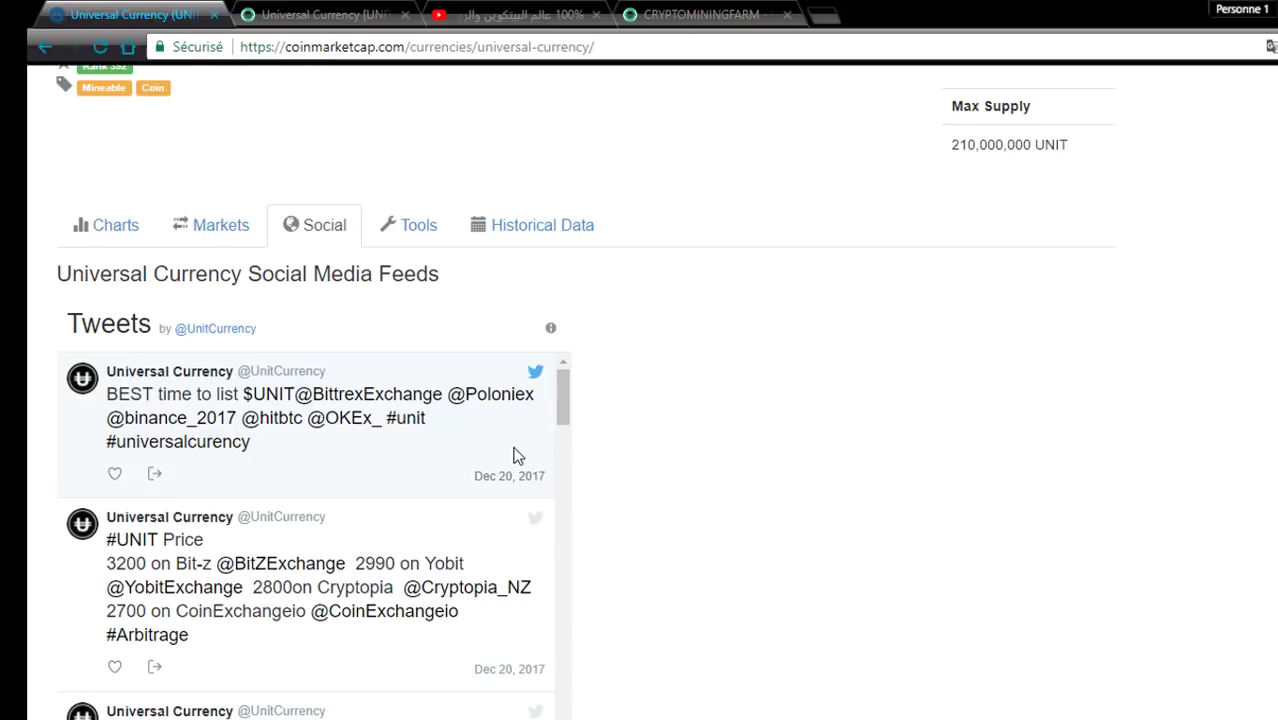 Universal Currency (UNI
Universal Currency [UNI
100% عالم البيتكوين والر
CRYPTOMININGFARM
Personne 1
Sécurisé
https://coinmarketcap.com/currencies/universal-currency/
Rank 392
Mineable Coin
Max Supply
210,000,000 UNIT
Charts Markets Social Tools Historical Data
Universal Currency Social Media Feeds
Tweets by @UnitCurrency
Universal Currency @UnitCurrency
BEST time to list $UNIT@BittrexExchange @Poloniex
@binance_2017 @hitbtc @OKEx_ #unit
#universalcurency
Dec 20, 2017
Universal Currency @UnitCurrency
#UNIT Price
3200 on Bit-z @BitZExchange 2990 on Yobit
@YobitExchange 2800on Cryptopia @Cryptopia_NZ
2700 on CoinExchangeio @CoinExchangeio
#Arbitrage
Dec 20, 2017
Universal Currency @UnitCurrency